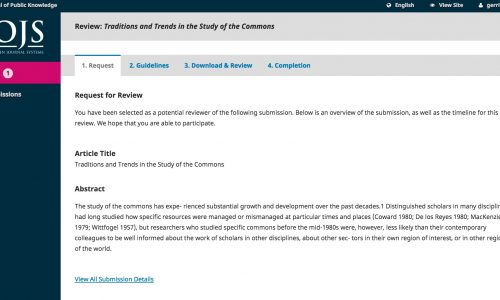 l of Public Knowledge English View Site gerri
OJS
EN JOURNAL SYSTEMS
Review: Traditions and Trends in the Study of the Commons
1
issions
1. Request 2. Guidelines 3. Download & Review 4. Completion
Request for Review
You have been selected as a potential reviewer of the following submission. Below is an overview of the submission, as well as the timeline for this
review. We hope that you are able to participate.
Article Title
Traditions and Trends in the Study of the Commons
Abstract
The study of the commons has expe- rienced substantial growth and development over the past decades.1 Distinguished scholars in many disciplin
had long studied how specific resources were managed or mismanaged at particular times and places (Coward 1980; De los Reyes 1980; MacKenzie
1979; Wittfogel 1957), but researchers who studied specific commons before the mid-1980s were, however, less likely than their contemporary
colleagues to be well informed about the work of scholars in other disciplines, about other sec- tors in their own region of interest, or in other region
of the world.
View All Submission Details